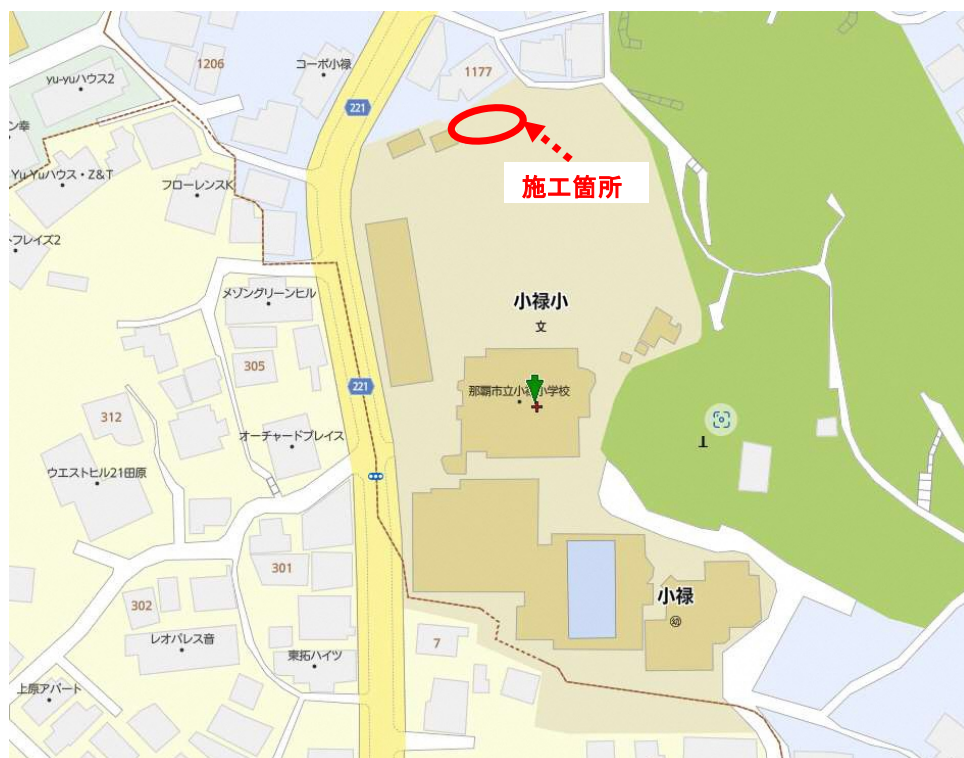 1206
コーポ小禄
1177
yu-yuハウス2
221
ン幸
施工箇所
Yu-Yuハウス・Z&T
フローレンスK
トフレイズ2
メゾングリーンヒル
小禄小
文
305
221
那覇市立小禄小学校
312
オーチャードプレイス
ウエストヒル21田原
301
小禄
幼
302
レオパレス音
7
東拓ハイツ
上原アパート